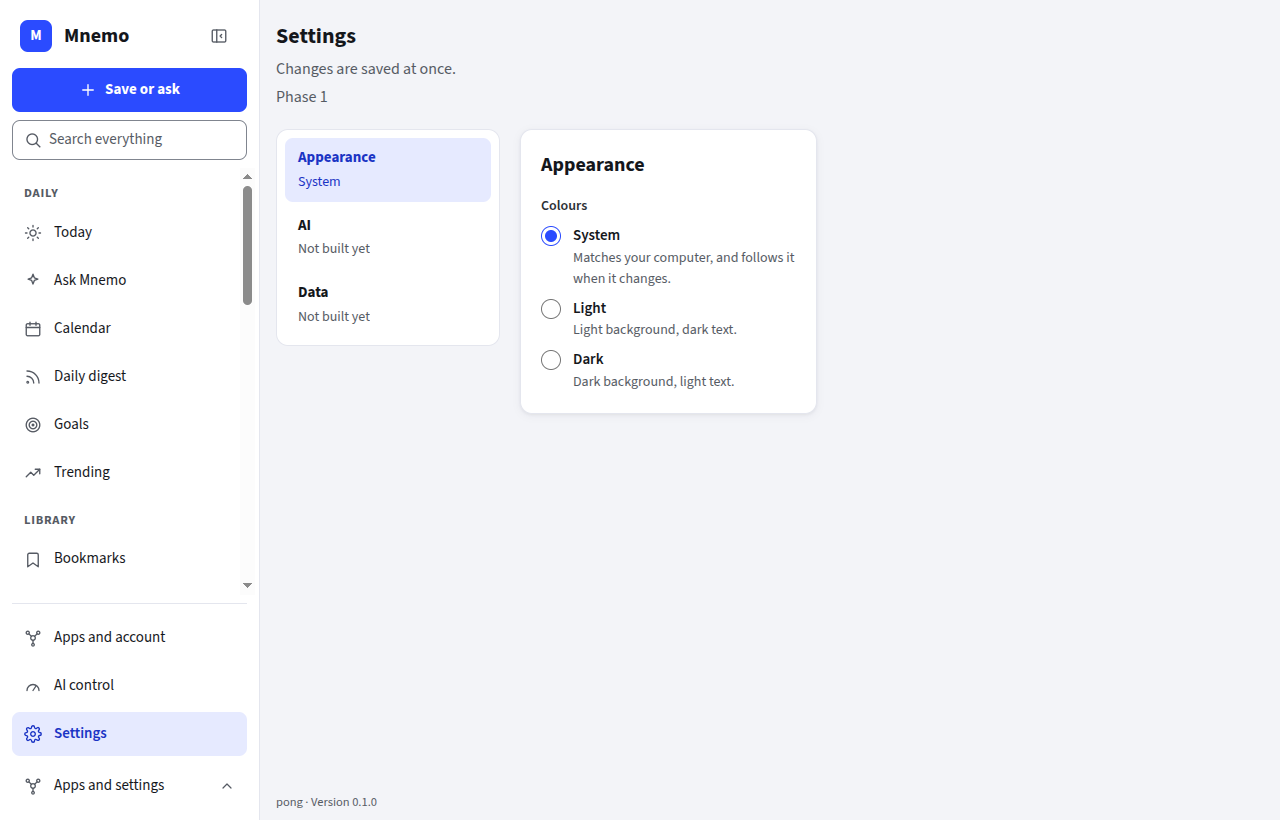 M
Mnemo
Save or ask
Search everything
DAILY
Today
Ask Mnemo
Calendar
Daily digest
Goals
Trending
LIBRARY
Bookmarks
Apps and account
AI control
Settings
Apps and settings
Settings
Changes are saved at once.
Phase 1
Appearance
System
AI
Not built yet
Data
Not built yet
Appearance
Colours
System
Matches your computer, and follows it
when it changes.
Light
Light background, dark text.
Dark
Dark background, light text.
pong · Version 0.1.0